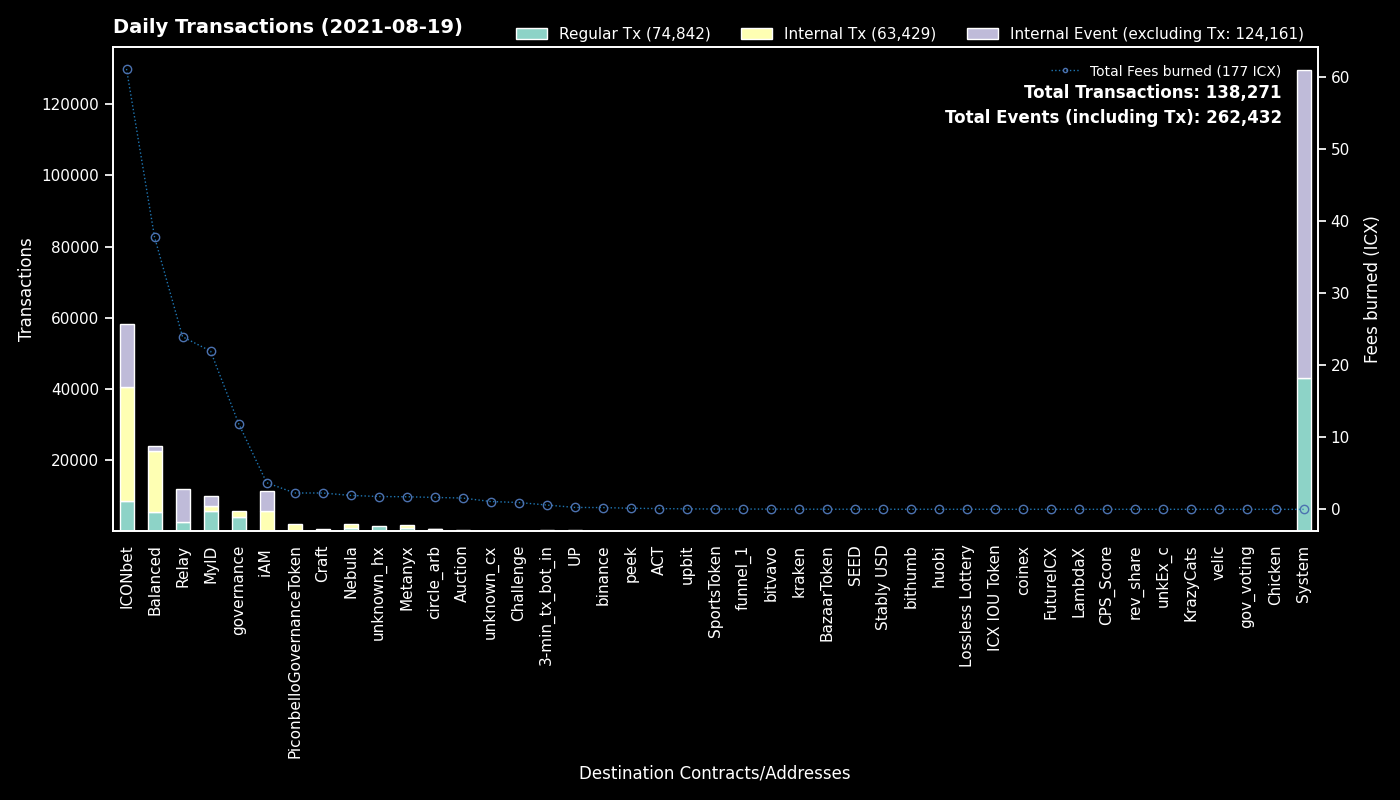 Daily Transactions (2021-08-19)
Regular Tx (74,842)
Internal Tx (63,429)
Internal Event (excluding Tx: 124,161)
Total Fees burned (177 ICX)
Total Transactions: 138,271
Total Events (including Tx): 262,432
Transactions
120000
100000
80000
60000
40000
20000
60
50
40
30
20
10
0
Fees burned (ICX)
ICONbet
Balanced
Relay
MyID
governance
iAM
PiconbelloGovernanceToken
Craft
Nebula
unknown_hx
Metanyx
circle_arb
Auction
unknown_cx
Challenge
3-min_tx_bot_in
UP
binance
peek
ACT
upbit
SportsToken
funnel_1
bitvavo
kraken
BazaarToken
SEED
Stably USD
bithumb
huobi
Lossless Lottery
ICX IOU Token
coinex
FutureICX
LambdaX
CPS_Score
rev_share
unkEx_c
KrazyCats
velic
gov_voting
Chicken
System
Destination Contracts/Addresses